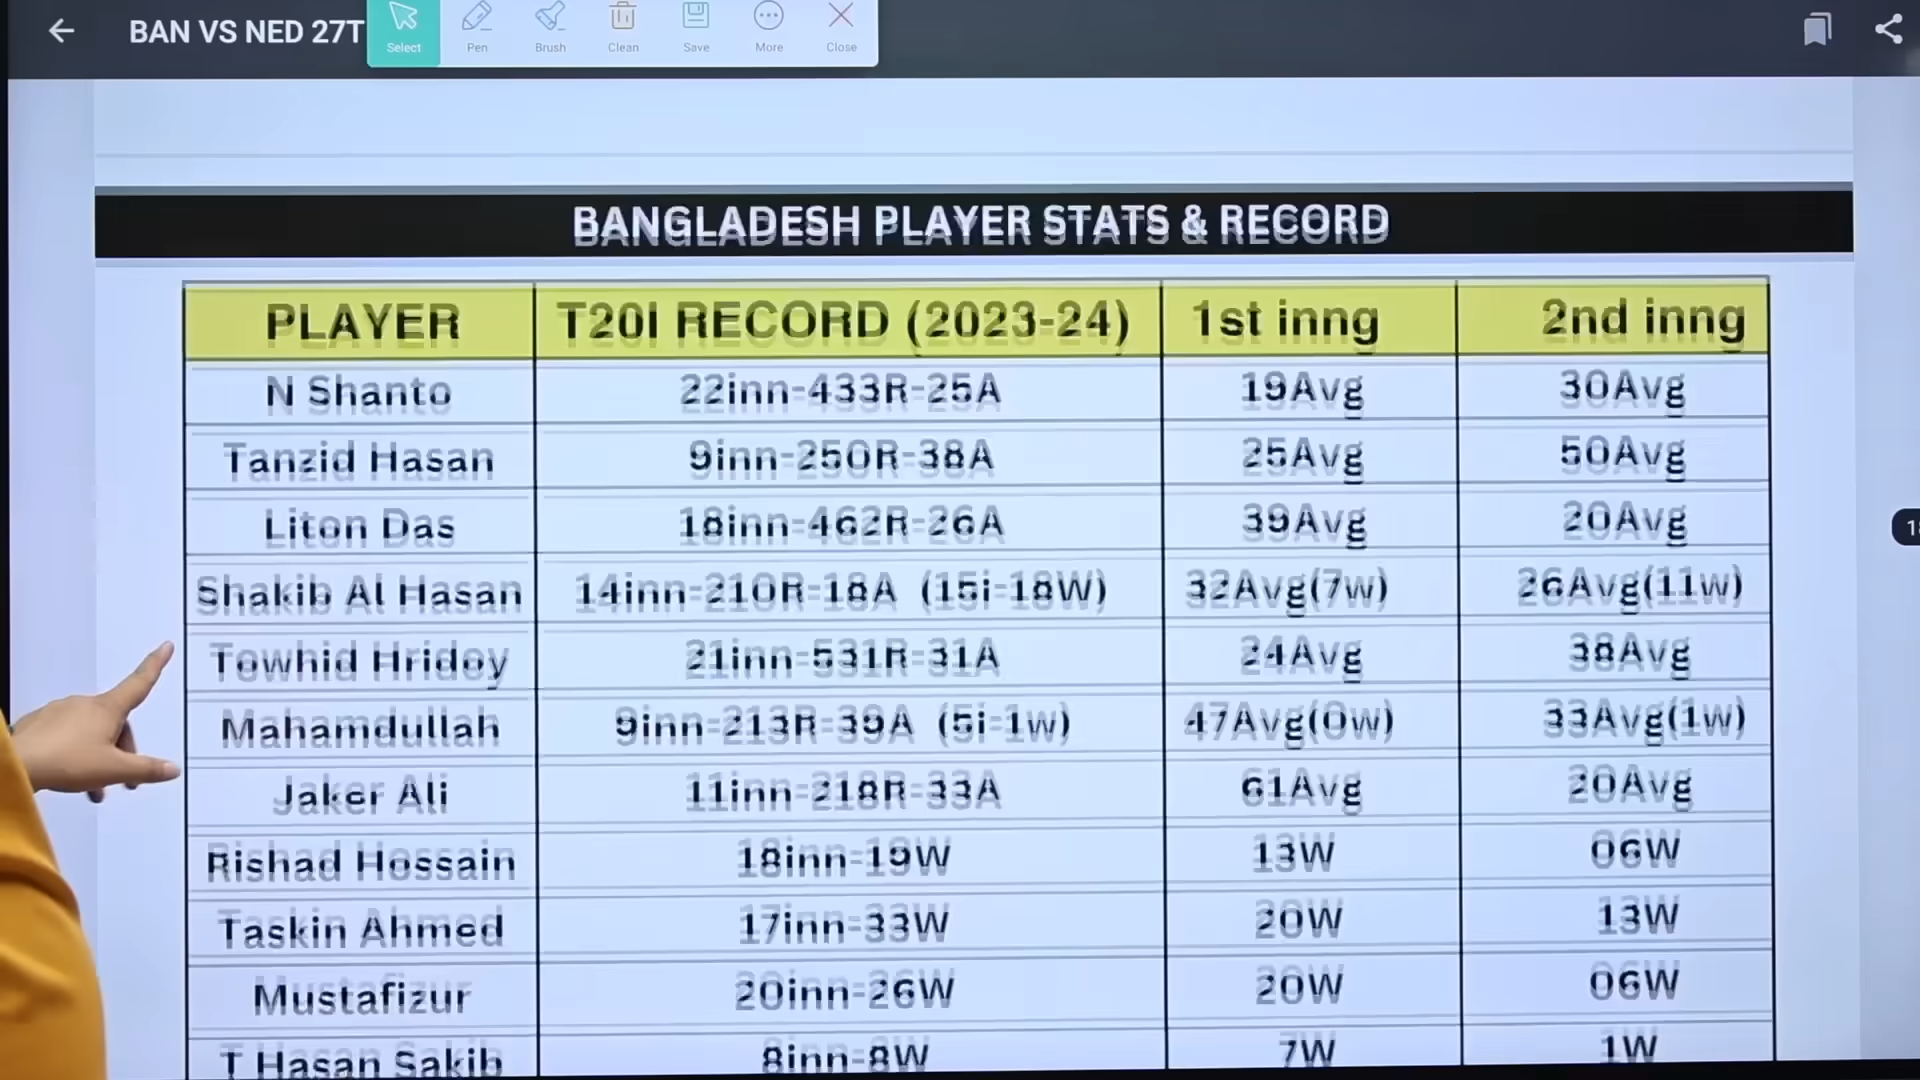 BAN VS NED 27T
Select Pen Brush Clean Save More Close
BANGLADESH PLAYER STATS & RECORD
PLAYER T20I RECORD (2023-24) 1st inng 2nd inng
N Shanto 22inn-433R-25A 19Avg 30Avg
Tanzid Hasan 9inn-250R-38A 25Avg 50Avg
Liton Das 18inn-462R-26A 39Avg 20Avg
Shakib Al Hasan 14inn-210R-18A (15i-18W) 32Avg(7w) 26Avg(11w)
Towhid Hridoy 21inn-531R-31A 24Avg 38Avg
Mahamdullah 9inn-213R-39A (5i-1w) 47Avg(0w) 33Avg(1w)
Jaker Ali 11inn-218R-33A 61Avg 20Avg
Rishad Hossain 18inn-19W 13W 06W
Taskin Ahmed 17inn-33W 20W 13W
Mustafizur 20inn-26W 20W 06W
T Hasan Sakib 8inn-8W 7W 1W